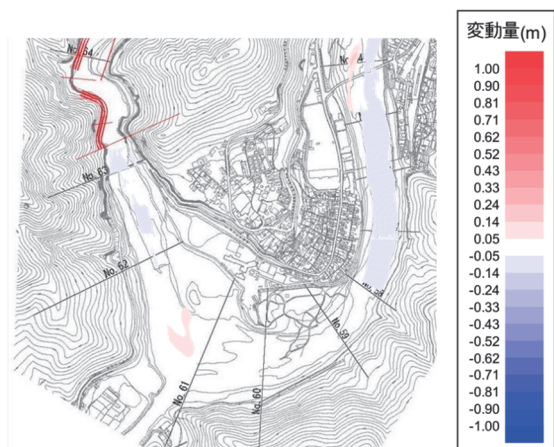 変動量(m)
1.00
0.90
0.81
0.71
0.62
0.52
0.43
0.33
0.24
0.14
0.05
-0.05
-0.14
-0.24
-0.33
-0.43
-0.52
-0.62
-0.71
-0.81
-0.90
-1.00
No. 64
No. 63
No. 62
No. 61
No. 60
No. 59
No. 58